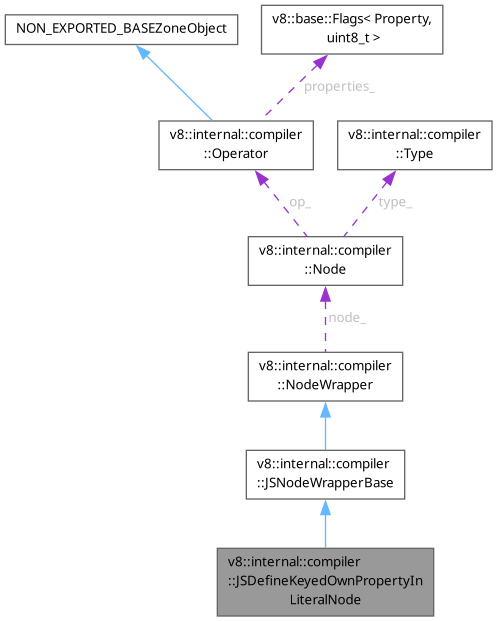 NON_EXPORTED_BASEZoneObject
v8::base::Flags< Property,
uint8_t >
properties_
v8::internal::compiler
::Operator
v8::internal::compiler
::Type
op_
type_
v8::internal::compiler
::Node
node_
v8::internal::compiler
::NodeWrapper
v8::internal::compiler
::JSNodeWrapperBase
v8::internal::compiler
::JSDefineKeyedOwnPropertyIn
LiteralNode